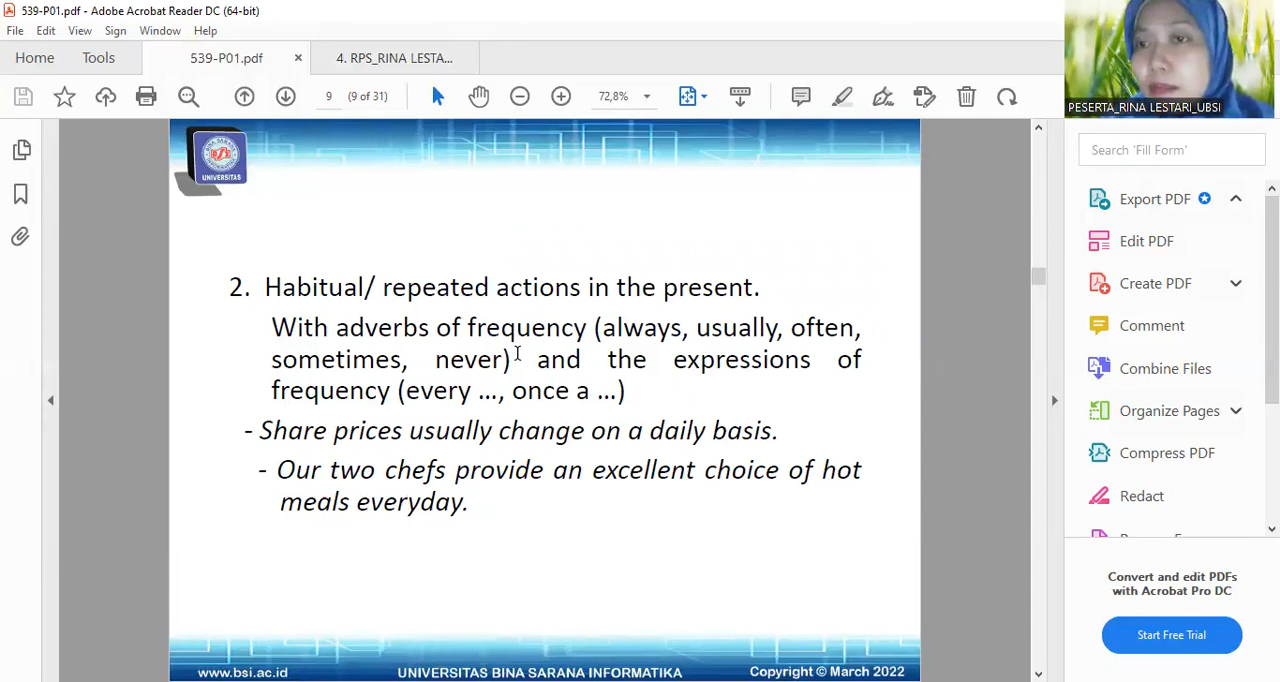 539-P01.pdf - Adobe Acrobat Reader DC (64-bit)
File Edit View Sign Window Help
Home Tools 539-P01.pdf × 4. RPS_RINA LESTA...
9 (9 of 31) 72,8%
PESERTA_RINA LESTARI_UBSI
UNIVERSITAS
2. Habitual/ repeated actions in the present.
With adverbs of frequency (always, usually, often,
sometimes, never) and the expressions of
frequency (every ..., once a ...)
- Share prices usually change on a daily basis.
- Our two chefs provide an excellent choice of hot
meals everyday.
www.bsi.ac.id UNIVERSITAS BINA SARANA INFORMATIKA Copyright © March 2022
Search 'Fill Form'
Export PDF
Edit PDF
Create PDF
Comment
Combine Files
Organize Pages
Compress PDF
Redact
Convert and edit PDFs
with Acrobat Pro DC
Start Free Trial